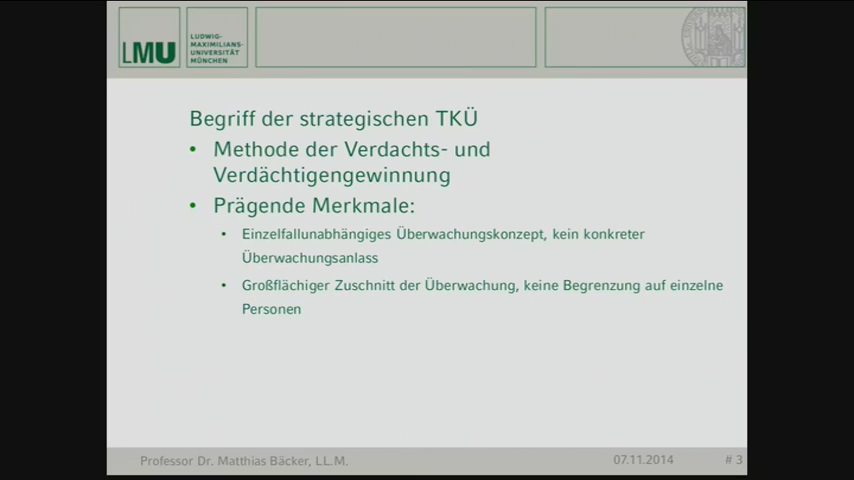 LMU
LUDWIG-
MAXIMILIANS-
UNIVERSITÄT
MÜNCHEN
Begriff der strategischen TKÜ
• Methode der Verdachts- und
Verdächtigengewinnung
• Prägende Merkmale:
• Einzelfallunabhängiges Überwachungskonzept, kein konkreter
Überwachungsanlass
• Großflächiger Zuschnitt der Überwachung, keine Begrenzung auf einzelne
Personen
Professor Dr. Matthias Bäcker, LL.M.
07.11.2014
# 3